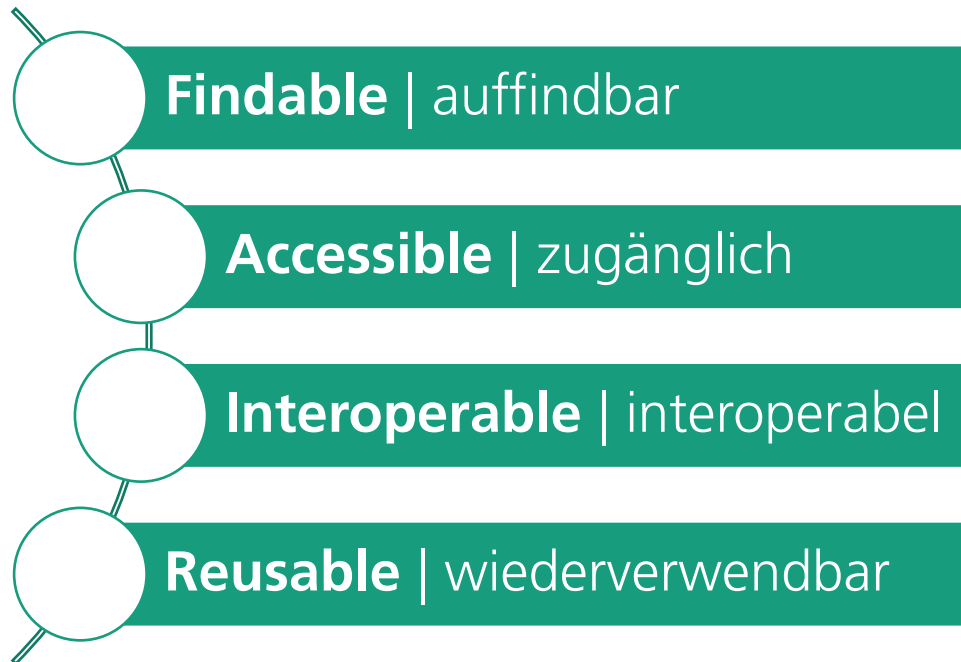 Findable | auffindbar
Accessible | zugänglich
Interoperable | interoperabel
Reusable | wiederverwendbar